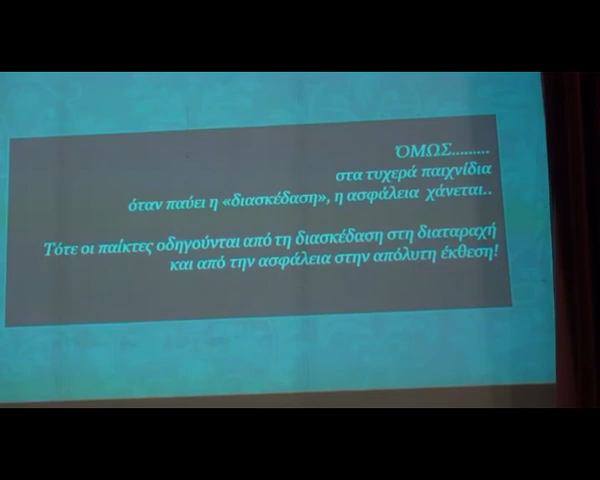 ΌΜΩΣ.........
στα τυχερά παιχνίδια
όταν παύει η «διασκέδαση», η ασφάλεια χάνεται..
Τότε οι παίκτες οδηγούνται από τη διασκέδαση στη διαταραχή
και από την ασφάλεια στην απόλυτη έκθεση!